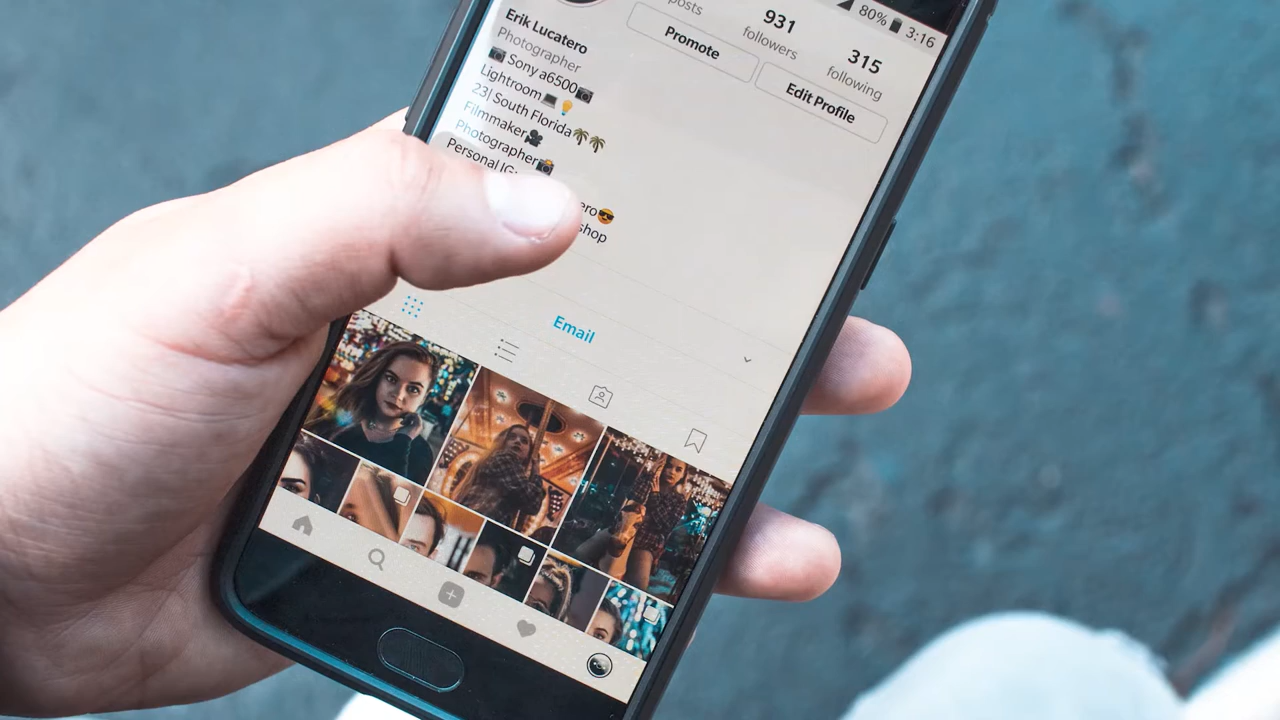 posts
931
followers
315
following
80% 3:16
Promote
Edit Profile
Erik Lucatero
Photographer
📷 Sony a6500📷
Lightroom💻💡
23| South Florida🌴🌴
Filmmaker🎥
Photographer📸
Personal IG:
ero😎
shop
Email